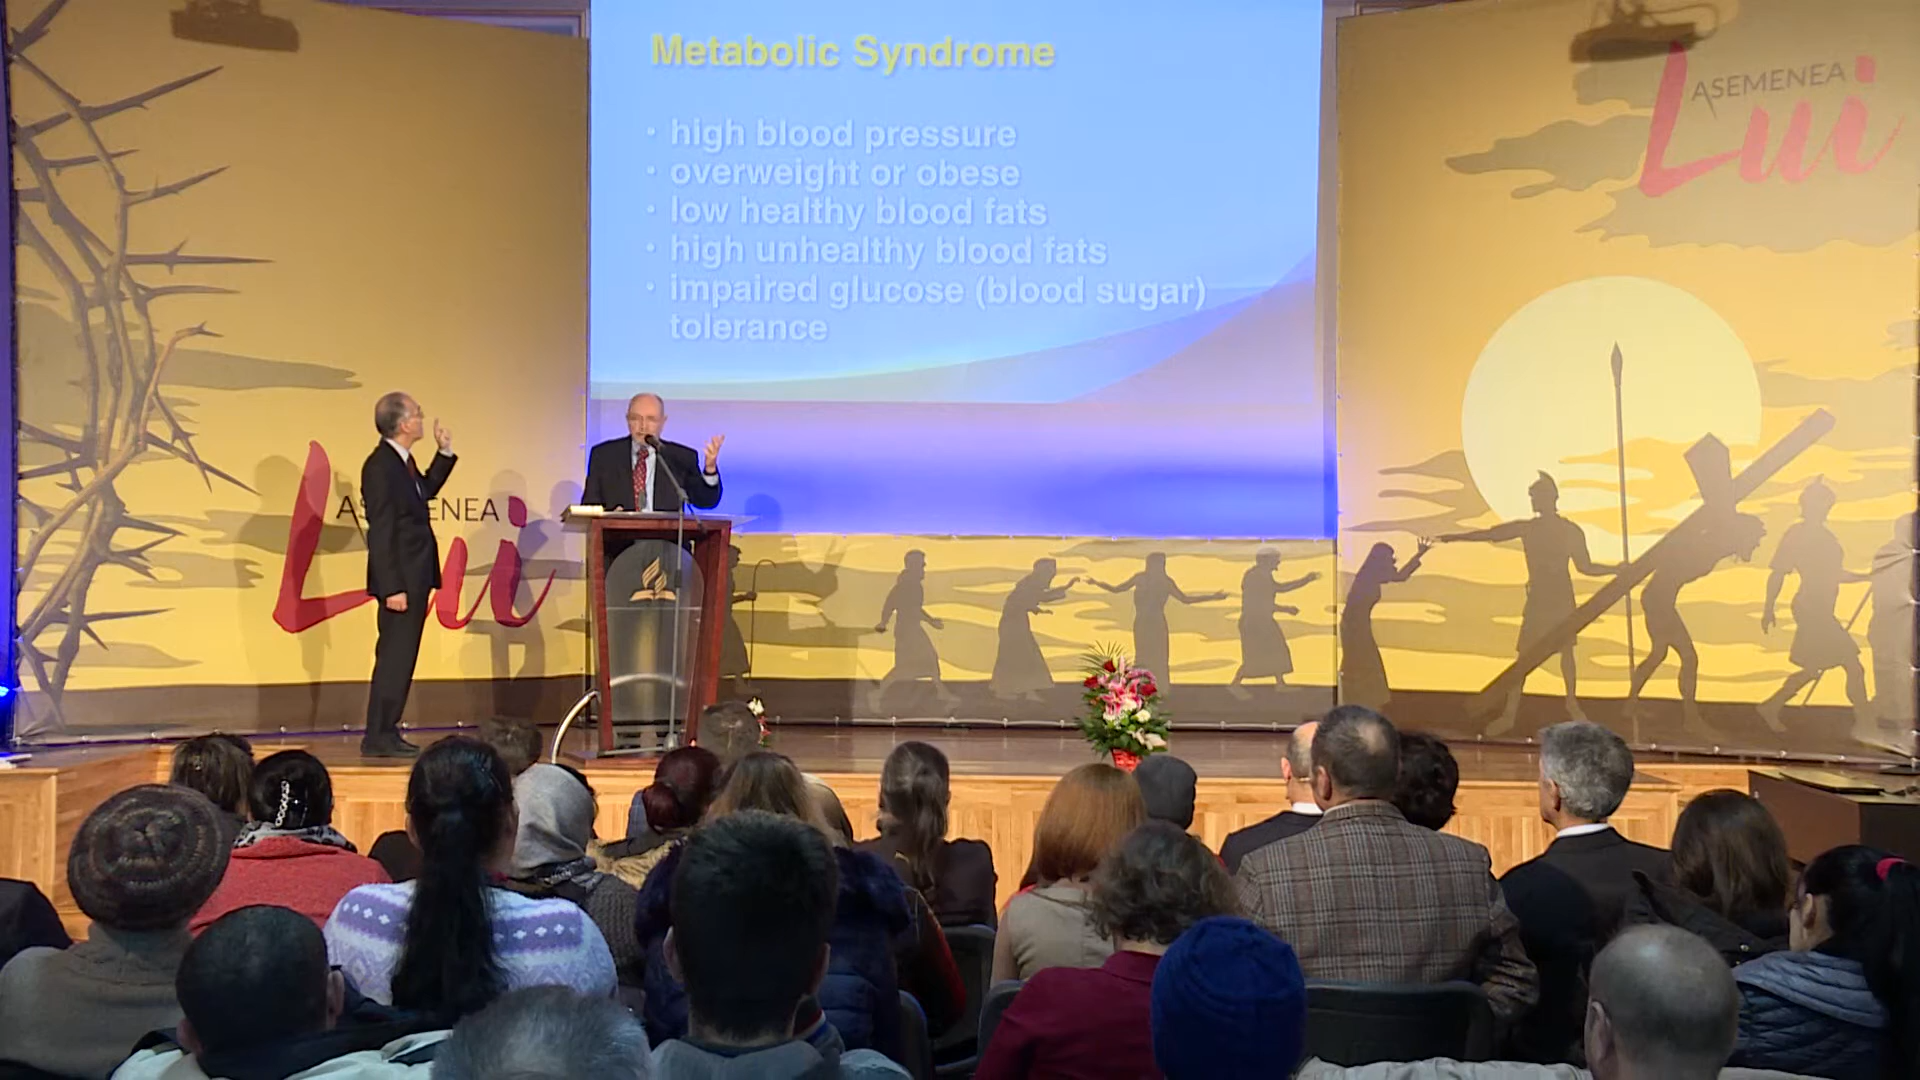 Metabolic Syndrome
• high blood pressure
• overweight or obese
• low healthy blood fats
• high unhealthy blood fats
• impaired glucose (blood sugar)
tolerance
ASEMENEA
Lui
ASEMENEA
Lui